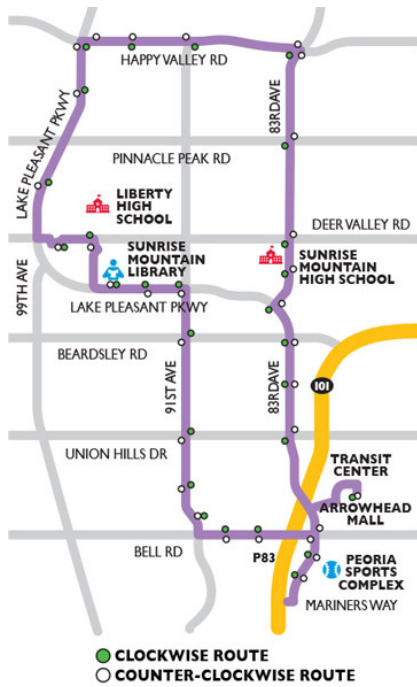 HAPPY VALLEY RD
83RD AVE
LAKE PLEASANT PKWY
PINNACLE PEAK RD
LIBERTY
HIGH
SCHOOL
DEER VALLEY RD
SUNRISE
MOUNTAIN
LIBRARY
SUNRISE
MOUNTAIN
HIGH SCHOOL
99TH AVE
LAKE PLEASANT PKWY
BEARDSLEY RD
91ST AVE
83RD AVE
101
UNION HILLS DR
TRANSIT
CENTER
ARROWHEAD
MALL
BELL RD
P83
PEORIA
SPORTS
COMPLEX
MARINERS WAY
CLOCKWISE ROUTE
COUNTER-CLOCKWISE ROUTE